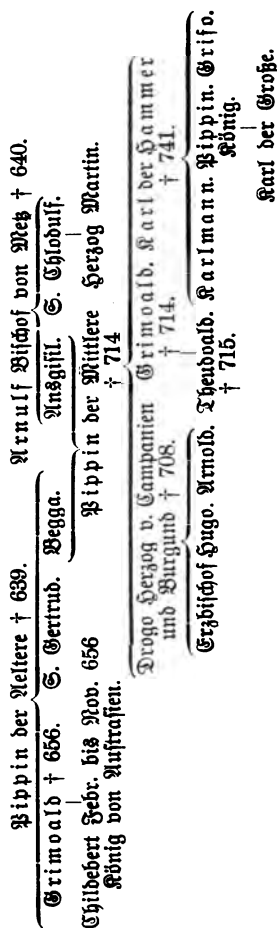 Pippin der Aeltere † 639. Arnulf Bischof von Metz † 640.
Grimoald † 656. S. Gertrud. Begga. Ansgisil. S. Chlodulf.
Childebert Febr. bis Nov. 656 Pippin der Mittlere Herzog Martin.
König von Austrasien. † 714
Drogo Herzog v. Campanien Grimoald. Karl der Hammer
und Burgund † 708. † 714. † 741.
Erzbischof Hugo. Arnold. Theudoald. Karlmann. Pippin. Grifo.
† 715. König.
Karl der Große.